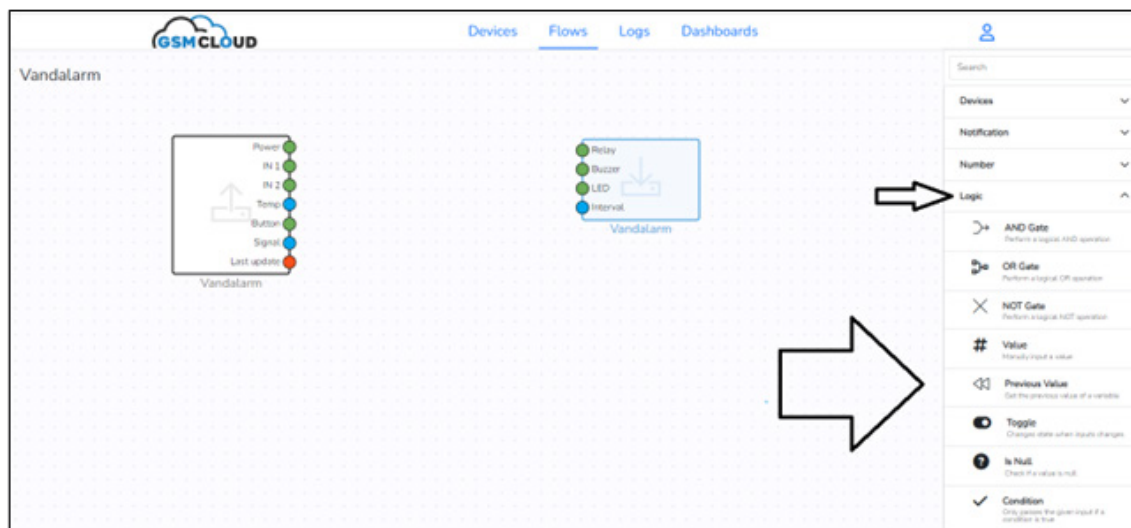 GSMCLOUD
Devices Flows Logs Dashboards
Vandalarm
Power
IN 1
IN 2
Temp
Button
Signal
Last update
Vandalarm
Relay
Buzzer
LED
Interval
Vandalarm
Search
Devices
Notification
Number
Logic
AND Gate
Perform a logical AND operation
OR Gate
Perform a logical OR operation
NOT Gate
Perform a logical NOT operation
Value
Manually input a value
Previous Value
Get the previous value of a variable
Toggle
Changes state when inputs changes
Is Null
Check if a value is null
Condition
Only passes the given input if a
condition is true